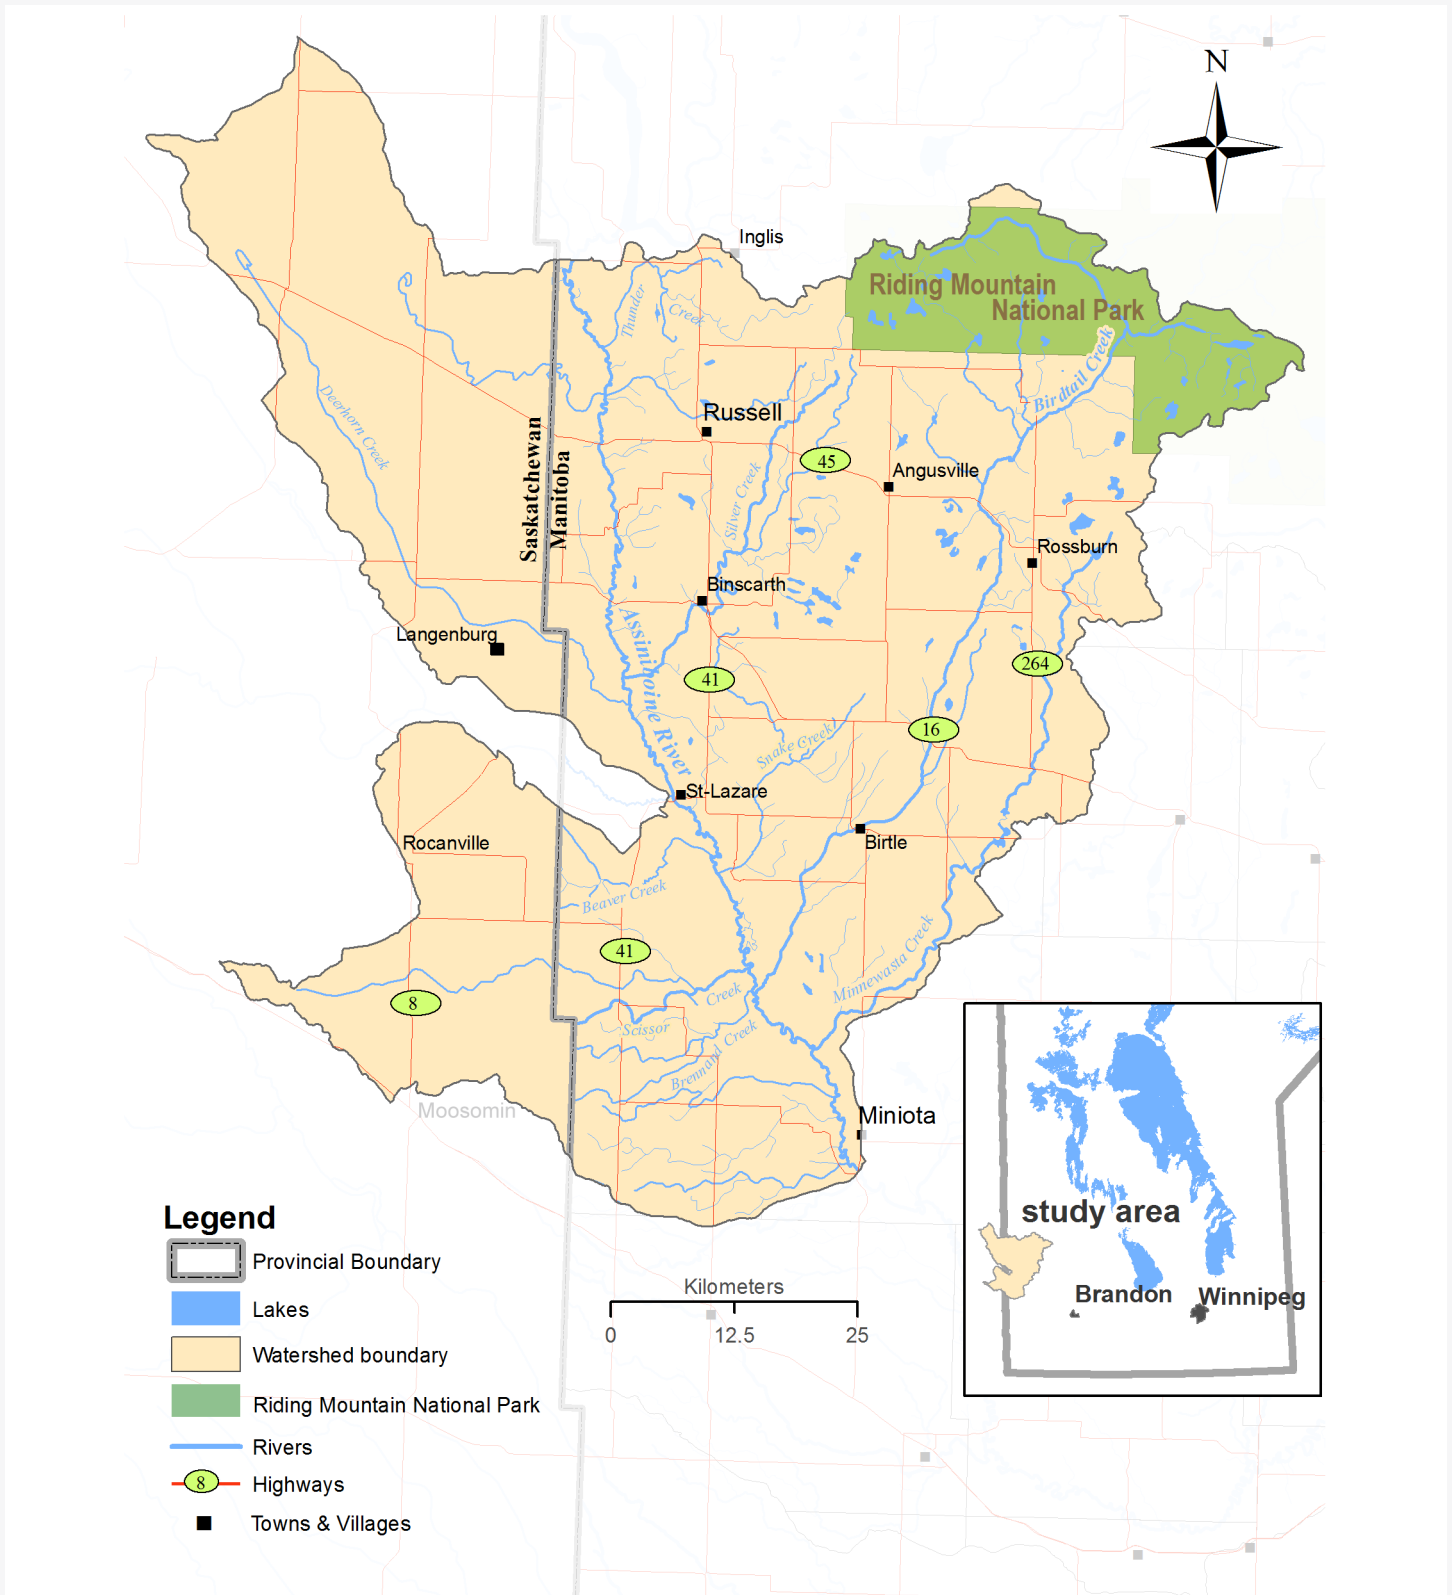 N
Inglis
Riding Mountain
National Park
Thunder
Creek
Birdtail Creek
Deerhorn Creek
Russell
Saskatchewan
Manitoba
45
Angusville
Silver Creek
Rossburn
Binscarth
Assiniboine River
Langenburg
41
264
16
Snake Creek
St-Lazare
Birtle
Rocanville
Beaver Creek
41
Minnewasta Creek
8
Creek
Scissor
Brennand Creek
Moosomin
Miniota
study area
Brandon
Winnipeg
Legend
Provincial Boundary
Lakes
Watershed boundary
Riding Mountain National Park
Rivers
8
Highways
Towns & Villages
Kilometers
0
12.5
25